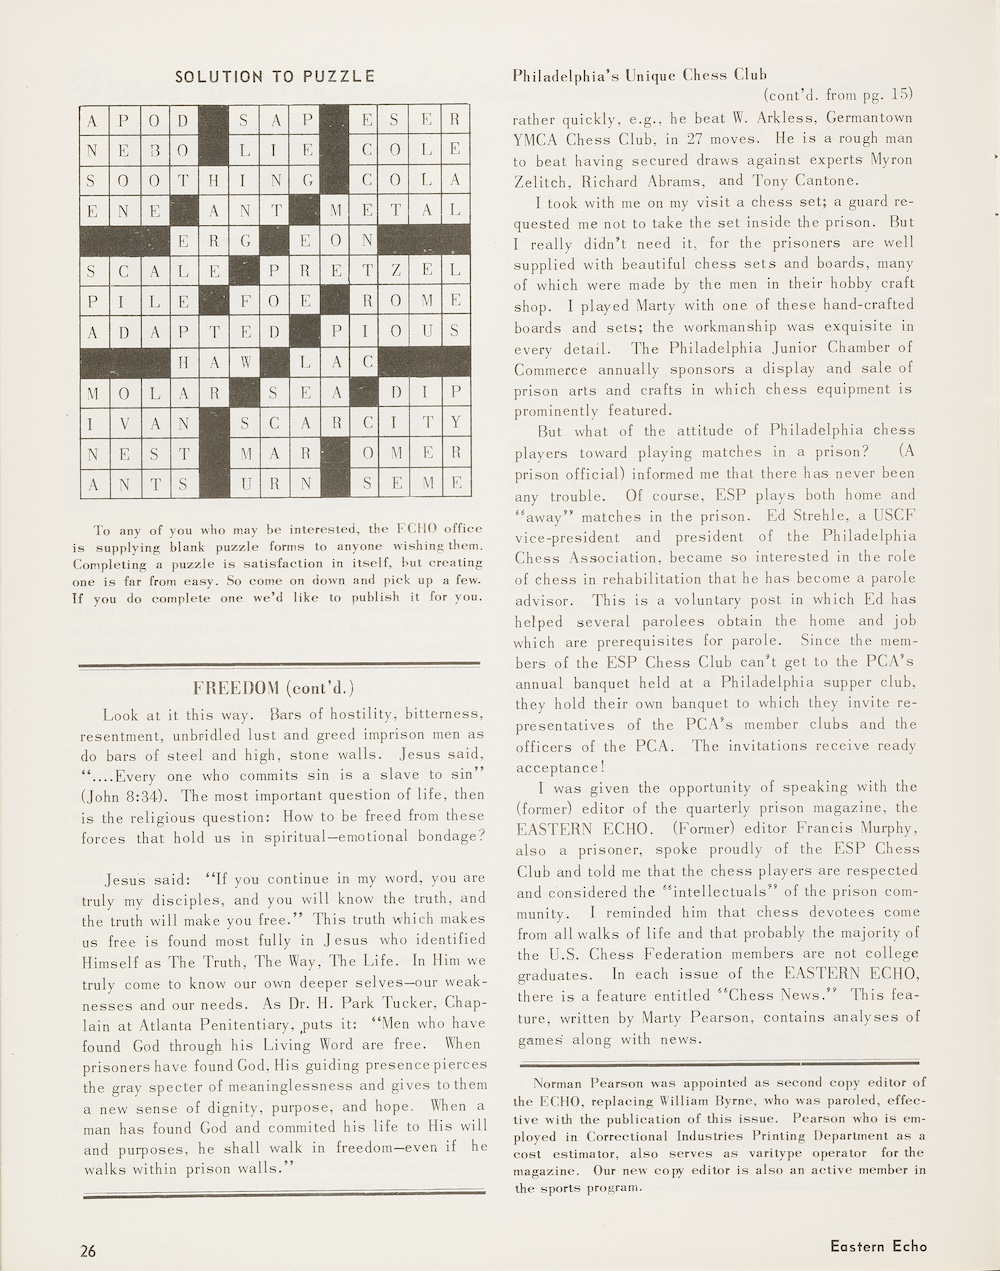 SOLUTION TO PUZZLE
A P O D S A P E S E R
N E B O L I E C O L E
S O O T H I N G C O L A
E N E A N T M E T A L
E R G E O N
S C A L E P R E T Z E L
P I L E F O E R O M E
A D A P T E D P I O U S
H A W L A C
M O L A R S E A D I P
I V A N S C A R C I T Y
N E S T M A R O M E R
A N T S U R N S E M E
To any of you who may be interested, the ECHO office
is supplying blank puzzle forms to anyone wishing them.
Completing a puzzle is satisfaction in itself, but creating
one is far from easy. So come on down and pick up a few.
If you do complete one we'd like to publish it for you.
FREEDOM (cont'd.)
Look at it this way. Bars of hostility, bitterness,
resentment, unbridled lust and greed imprison men as
do bars of steel and high, stone walls. Jesus said,
"....Every one who commits sin is a slave to sin"
(John 8:34). The most important question of life, then
is the religious question: How to be freed from these
forces that hold us in spiritual—emotional bondage?
Jesus said: "If you continue in my word, you are
truly my disciples, and you will know the truth, and
the truth will make you free." This truth which makes
us free is found most fully in Jesus who identified
Himself as The Truth, The Way, The Life. In Him we
truly come to know our own deeper selves—our weak-
nesses and our needs. As Dr. H. Park Tucker, Chap-
lain at Atlanta Penitentiary, puts it: "Men who have
found God through his Living Word are free. When
prisoners have found God, His guiding presence pierces
the gray specter of meaninglessness and gives to them
a new sense of dignity, purpose, and hope. When a
man has found God and commited his life to His will
and purposes, he shall walk in freedom—even if he
walks within prison walls."
26
Philadelphia's Unique Chess Club
(cont'd. from pg. 15)
rather quickly, e.g., he beat W. Arkless, Germantown
YMCA Chess Club, in 27 moves. He is a rough man
to beat having secured draws against experts Myron
Zelitch, Richard Abrams, and Tony Cantone.
I took with me on my visit a chess set; a guard re-
quested me not to take the set inside the prison. But
I really didn't need it, for the prisoners are well
supplied with beautiful chess sets and boards, many
of which were made by the men in their hobby craft
shop. I played Marty with one of these hand-crafted
boards and sets; the workmanship was exquisite in
every detail. The Philadelphia Junior Chamber of
Commerce annually sponsors a display and sale of
prison arts and crafts in which chess equipment is
prominently featured.
But what of the attitude of Philadelphia chess
players toward playing matches in a prison? (A
prison official) informed me that there has never been
any trouble. Of course, ESP plays both home and
"away" matches in the prison. Ed Strehle, a USCF
vice-president and president of the Philadelphia
Chess Association, became so interested in the role
of chess in rehabilitation that he has become a parole
advisor. This is a voluntary post in which Ed has
helped several parolees obtain the home and job
which are prerequisites for parole. Since the mem-
bers of the ESP Chess Club can't get to the PCA's
annual banquet held at a Philadelphia supper club,
they hold their own banquet to which they invite re-
presentatives of the PCA's member clubs and the
officers of the PCA. The invitations receive ready
acceptance!
I was given the opportunity of speaking with the
(former) editor of the quarterly prison magazine, the
EASTERN ECHO. (Former) editor Francis Murphy,
also a prisoner, spoke proudly of the ESP Chess
Club and told me that the chess players are respected
and considered the "intellectuals" of the prison com-
munity. I reminded him that chess devotees come
from all walks of life and that probably the majority of
the U.S. Chess Federation members are not college
graduates. In each issue of the EASTERN ECHO,
there is a feature entitled "Chess News." This fea-
ture, written by Marty Pearson, contains analyses of
games along with news.
Norman Pearson was appointed as second copy editor of
the ECHO, replacing William Byrne, who was paroled, effec-
tive with the publication of this issue. Pearson who is em-
ployed in Correctional Industries Printing Department as a
cost estimator, also serves as varitype operator for the
magazine. Our new copy editor is also an active member in
the sports program.
Eastern Echo